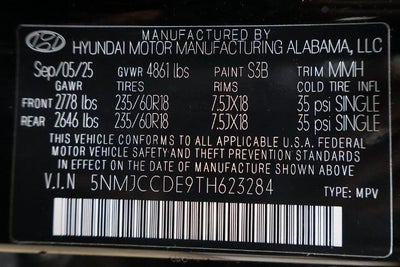 MFD. BY
HYUNDAI MOTOR MANUFACTURING ALABAMA, LLC
Sep/05/25 GVWR 4861 lbs PAINT S3B TRIM MMH
GAWR TIRES RIMS COLD TIRE INFL
FRONT 2778 lbs 235/60R18 7.5JX18 35 psi SINGLE
REAR 2646 lbs 235/60R18 7.5JX18 35 psi SINGLE
THIS VEHICLE CONFORMS TO ALL APPLICABLE U.S.A. FEDERAL
MOTOR VEHICLE SAFETY AND THEFT PREVENTION STANDARDS
IN EFFECT ON THE DATE OF MANUFACTURE SHOWN ABOVE.
V.I.N 5NMJCCDE9TH623284 TYPE: MPV